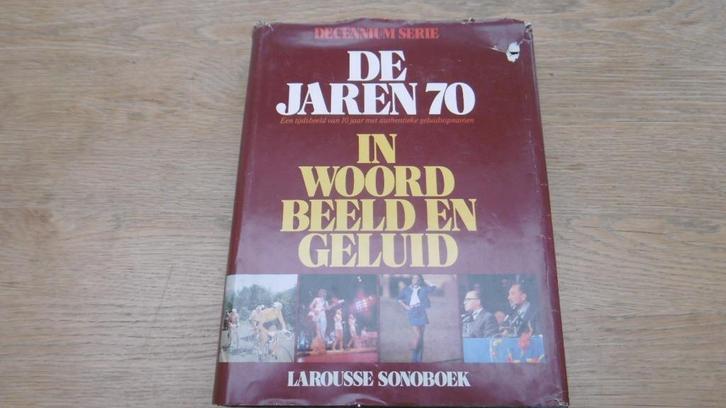 DECENNIUM SERIE
DE
JAREN 70
Een tijdsbeeld van 10 jaar met authentieke geluidsopnamen
IN
WOORD
BEELD EN
GELUID
LAROUSSE SONOBOEK